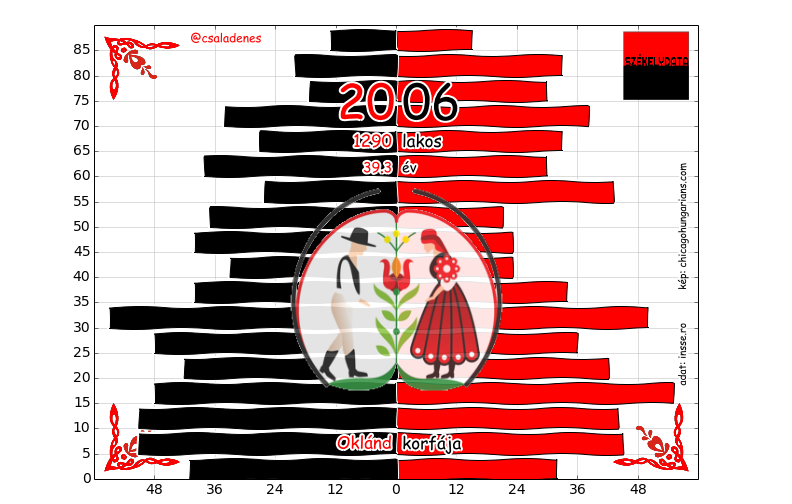 @csaladenes
SZÉKELYDATA
2006
1290 lakos
39.3 év
kép: chicagohungarians.com
adat: insse.ro
Oklánd korfája
85
80
75
70
65
60
55
50
45
40
35
30
25
20
15
10
5
0
48 36 24 12 0 12 24 36 48